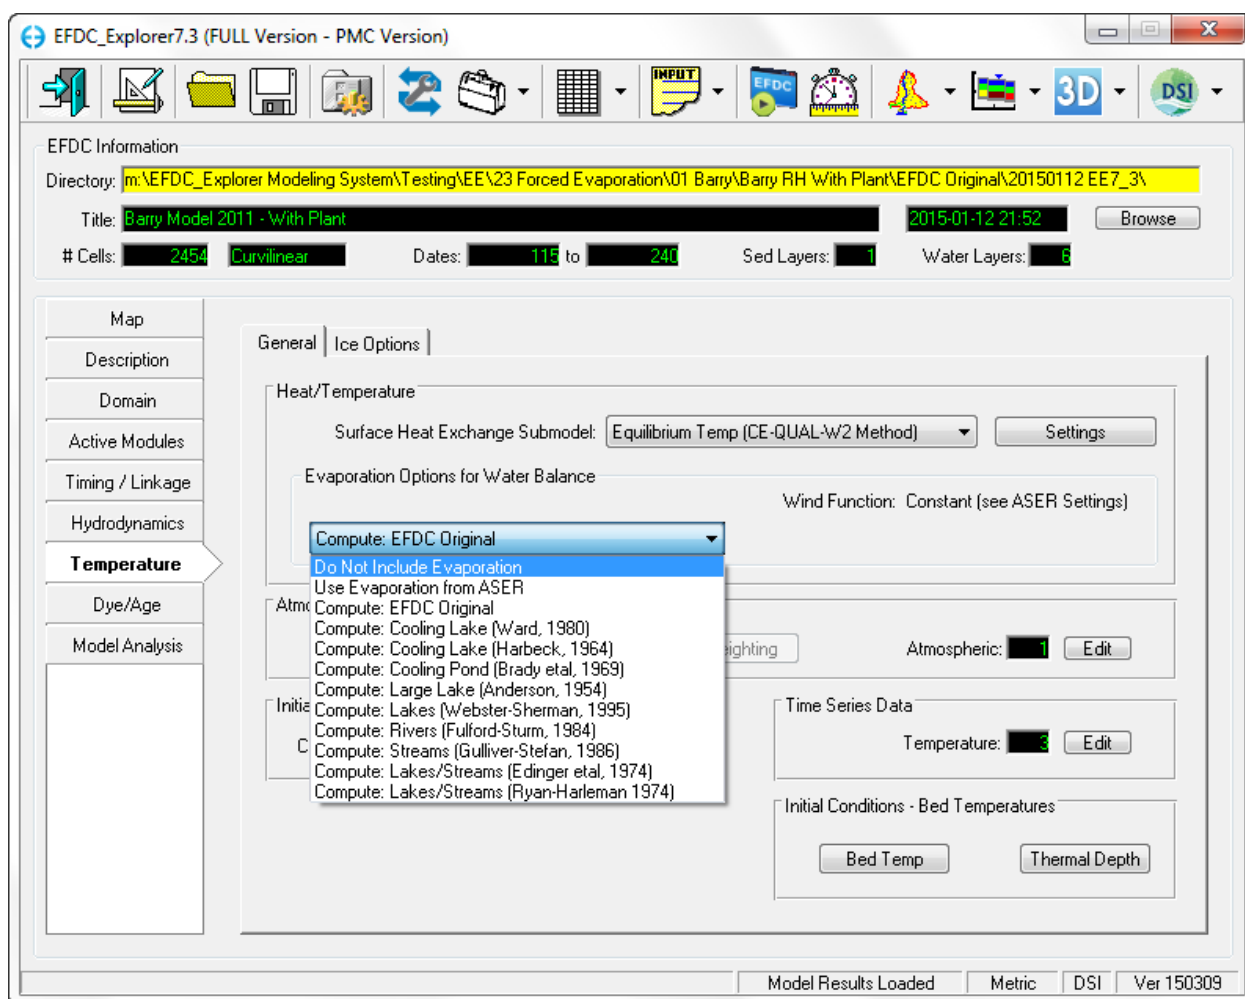 EFDC_Explorer7.3 (FULL Version - PMC Version)
INPUT
EFDC
3D
DSI
EFDC Information
Directory: m:\EFDC_Explorer Modeling System\Testing\EE\23 Forced Evaporation\01 Barry\Barry RH With Plant\EFDC Original\20150112 EE7_3\
Title: Barry Model 2011 - With Plant 2015-01-12 21:52 Browse
# Cells: 2454 Curvilinear Dates: 115 to 240 Sed Layers: 1 Water Layers: 6
Map
Description
Domain
Active Modules
Timing / Linkage
Hydrodynamics
Temperature
Dye/Age
Model Analysis
General Ice Options
Heat/Temperature
Surface Heat Exchange Submodel: Equilibrium Temp (CE-QUAL-W2 Method) Settings
Evaporation Options for Water Balance
Wind Function: Constant (see ASER Settings)
Compute: EFDC Original
Do Not Include Evaporation
Use Evaporation from ASER
Compute: EFDC Original
Compute: Cooling Lake (Ward, 1980)
Compute: Cooling Lake (Harbeck, 1964)
Compute: Cooling Pond (Brady etal, 1969)
Compute: Large Lake (Anderson, 1954)
Compute: Lakes (Webster-Sherman, 1995)
Compute: Rivers (Fulford-Sturm, 1984)
Compute: Streams (Gulliver-Stefan, 1986)
Compute: Lakes/Streams (Edinger etal, 1974)
Compute: Lakes/Streams (Ryan-Harleman 1974)
Atmospheric: 1 Edit
Time Series Data
Temperature: 3 Edit
Initial Conditions - Bed Temperatures
Bed Temp Thermal Depth
Model Results Loaded Metric DSI Ver 150309